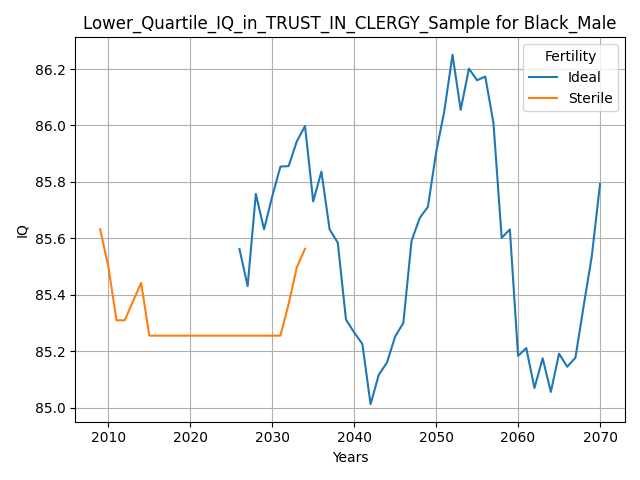 Lower_Quartile_IQ_in_TRUST_IN_CLERGY_Sample for Black_Male
Fertility
Ideal
Sterile
86.2
86.0
85.8
85.6
85.4
85.2
85.0
IQ
2010 2020 2030 2040 2050 2060 2070
Years